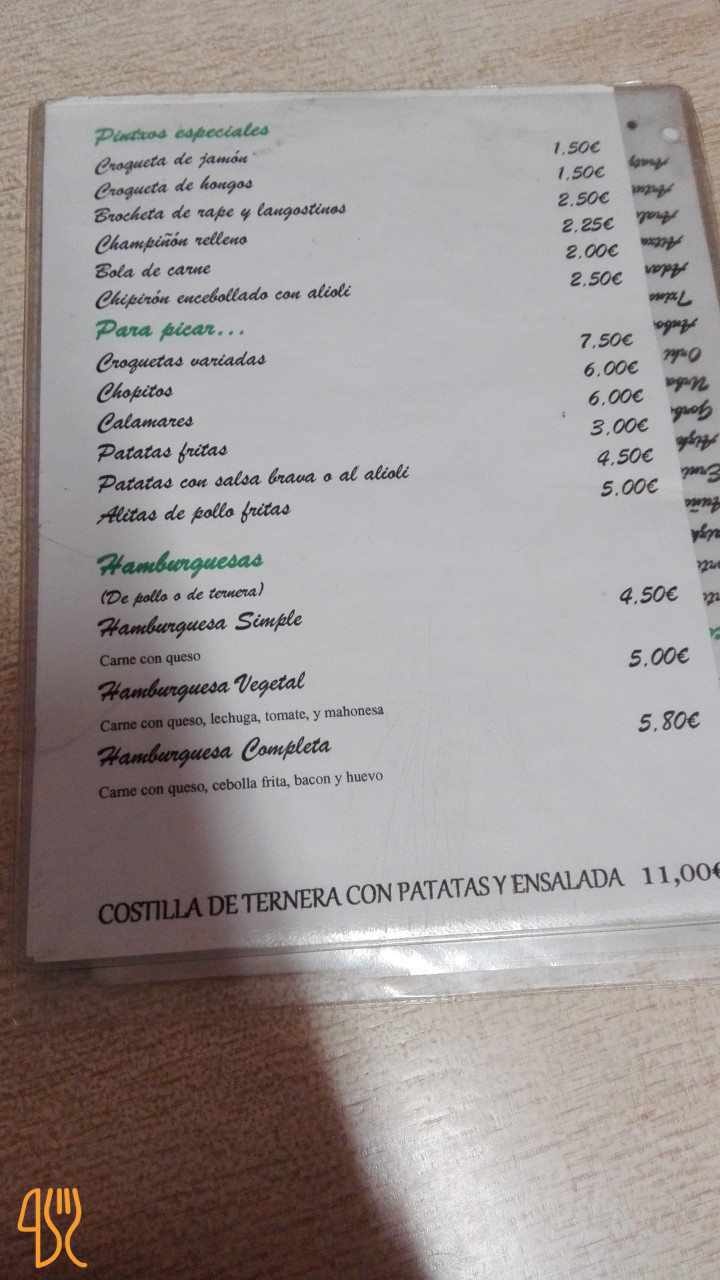 Pintxos especiales
Croqueta de jamón 1.50€
Croqueta de hongos 1.50€
Brocheta de rape y langostinos 2.50€
Champiñón relleno 2.25€
Bola de carne 2.00€
Chipirón encebollado con alioli 2.50€
Para picar...
Croquetas variadas 7.50€
Chopitos 6.00€
Calamares 6.00€
Patatas fritas 3.00€
Patatas con salsa brava o al alioli 4.50€
Alitas de pollo fritas 5.00€
Hamburguesas
(De pollo o de ternera)
Hamburguesa Simple 4.50€
Carne con queso
Hamburguesa Vegetal 5.00€
Carne con queso, lechuga, tomate, y mahonesa
Hamburguesa Completa 5.80€
Carne con queso, cebolla frita, bacon y huevo
COSTILLA DE TERNERA CON PATATAS Y ENSALADA 11,00€